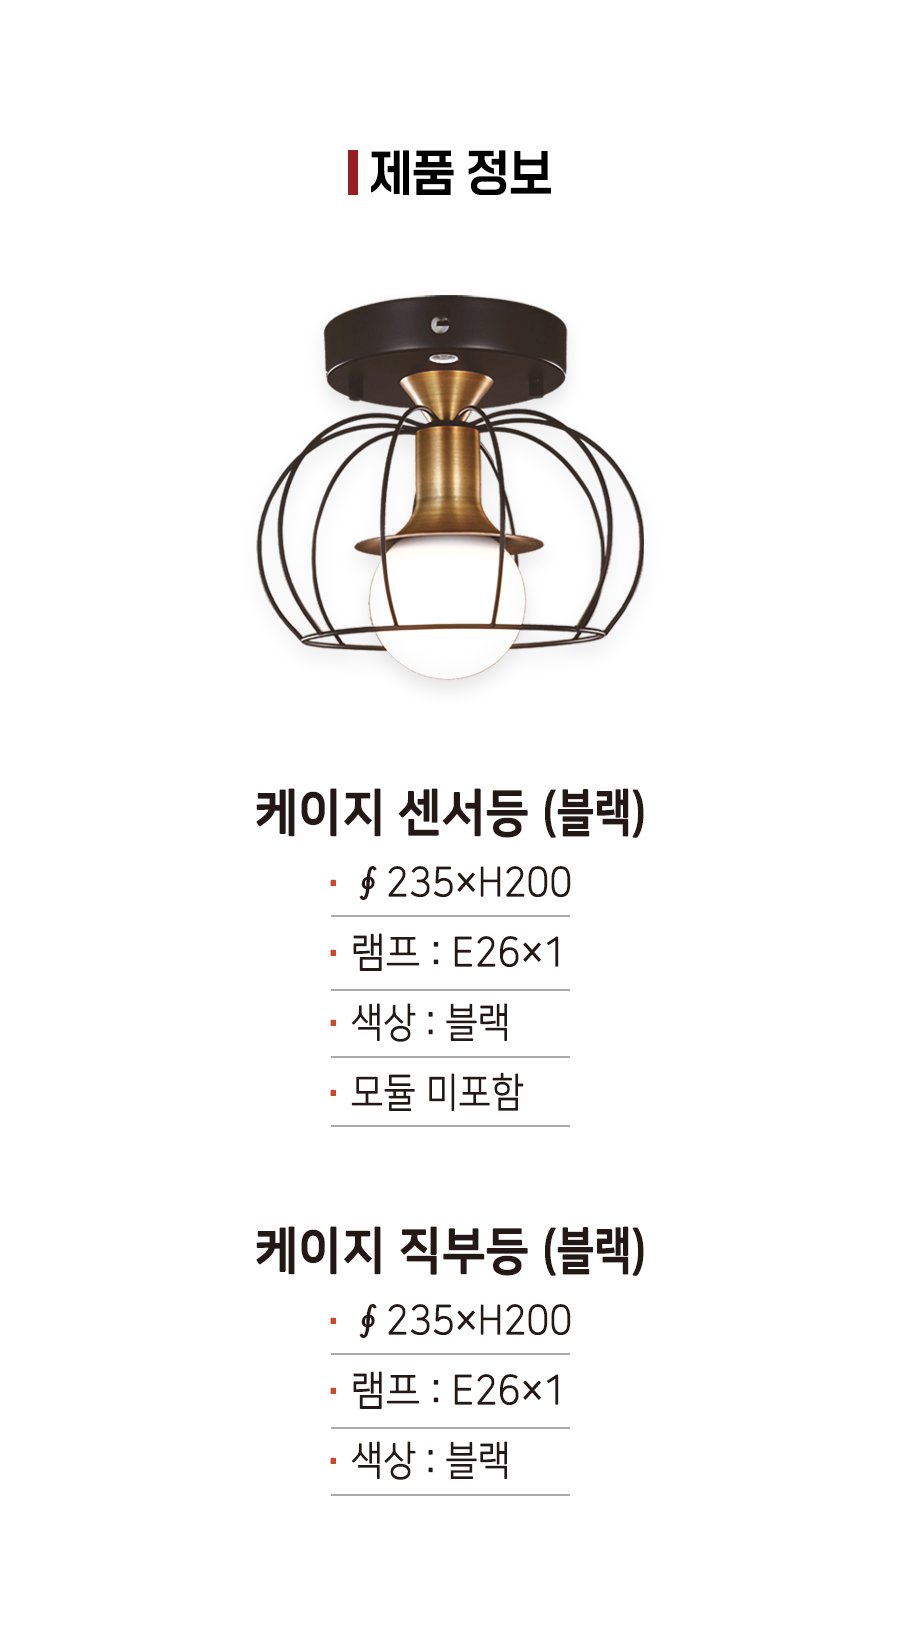 제품 정보
케이지 센서등 (블랙)
· ∮ 235×H200
· 램프 : E26×1
· 색상 : 블랙
· 모듈 미포함
케이지 직부등 (블랙)
· ∮ 235×H200
· 램프 : E26×1
· 색상 : 블랙